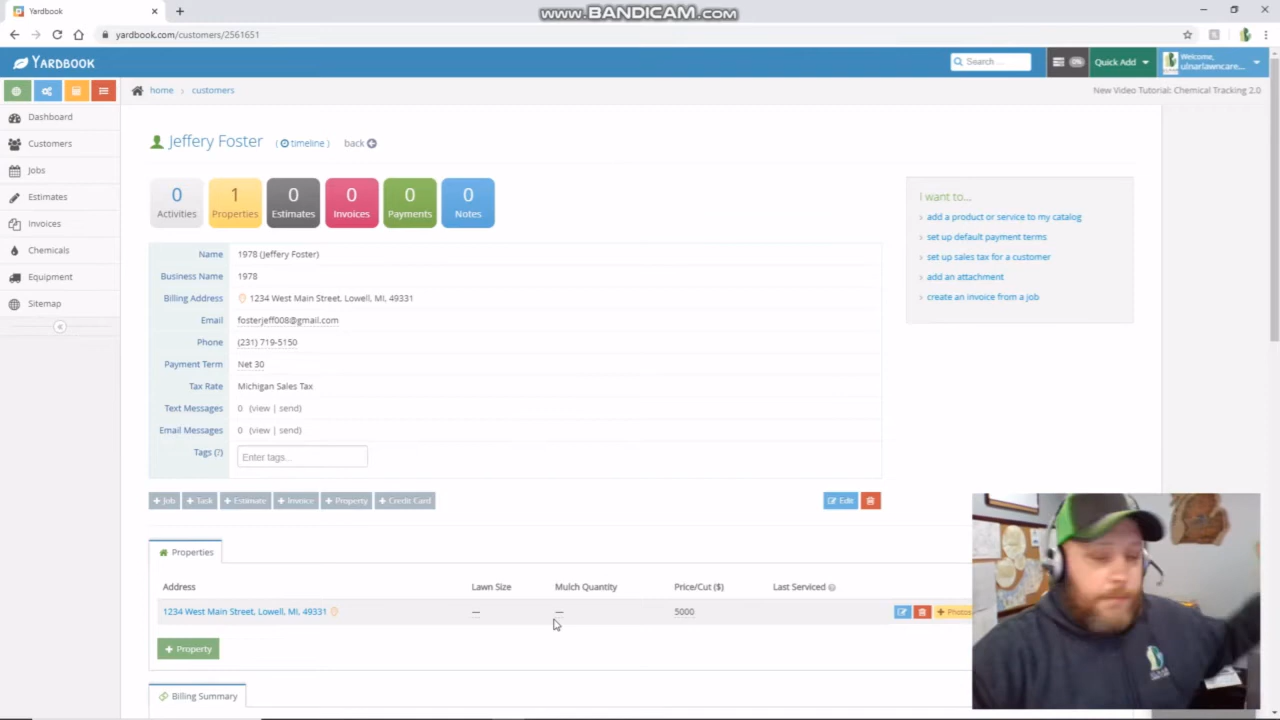 Yardbook
www.BANDICAM.com
yardbook.com/customers/2561651
YARDBOOK
Search...
0%
Quick Add
Welcome,
ulnarlawncare...
home
customers
New Video Tutorial: Chemical Tracking 2.0
Dashboard
Customers
Jobs
Estimates
Invoices
Chemicals
Equipment
Sitemap
Jeffery Foster ( timeline ) back
0 Activities
1 Properties
0 Estimates
0 Invoices
0 Payments
0 Notes
I want to...
add a product or service to my catalog
set up default payment terms
set up sales tax for a customer
add an attachment
create an invoice from a job
Name 1978 (Jeffery Foster)
Business Name 1978
Billing Address 1234 West Main Street, Lowell, MI, 49331
Email fosterjeff008@gmail.com
Phone (231) 719-5150
Payment Term Net 30
Tax Rate Michigan Sales Tax
Text Messages 0 (view | send)
Email Messages 0 (view | send)
Tags (?) Enter tags...
+ Job + Task + Estimate + Invoice + Property + Credit Card Edit
Properties
Address Lawn Size Mulch Quantity Price/Cut ($) Last Serviced
1234 West Main Street, Lowell, MI, 49331 — — 5000 + Photos
+ Property
Billing Summary